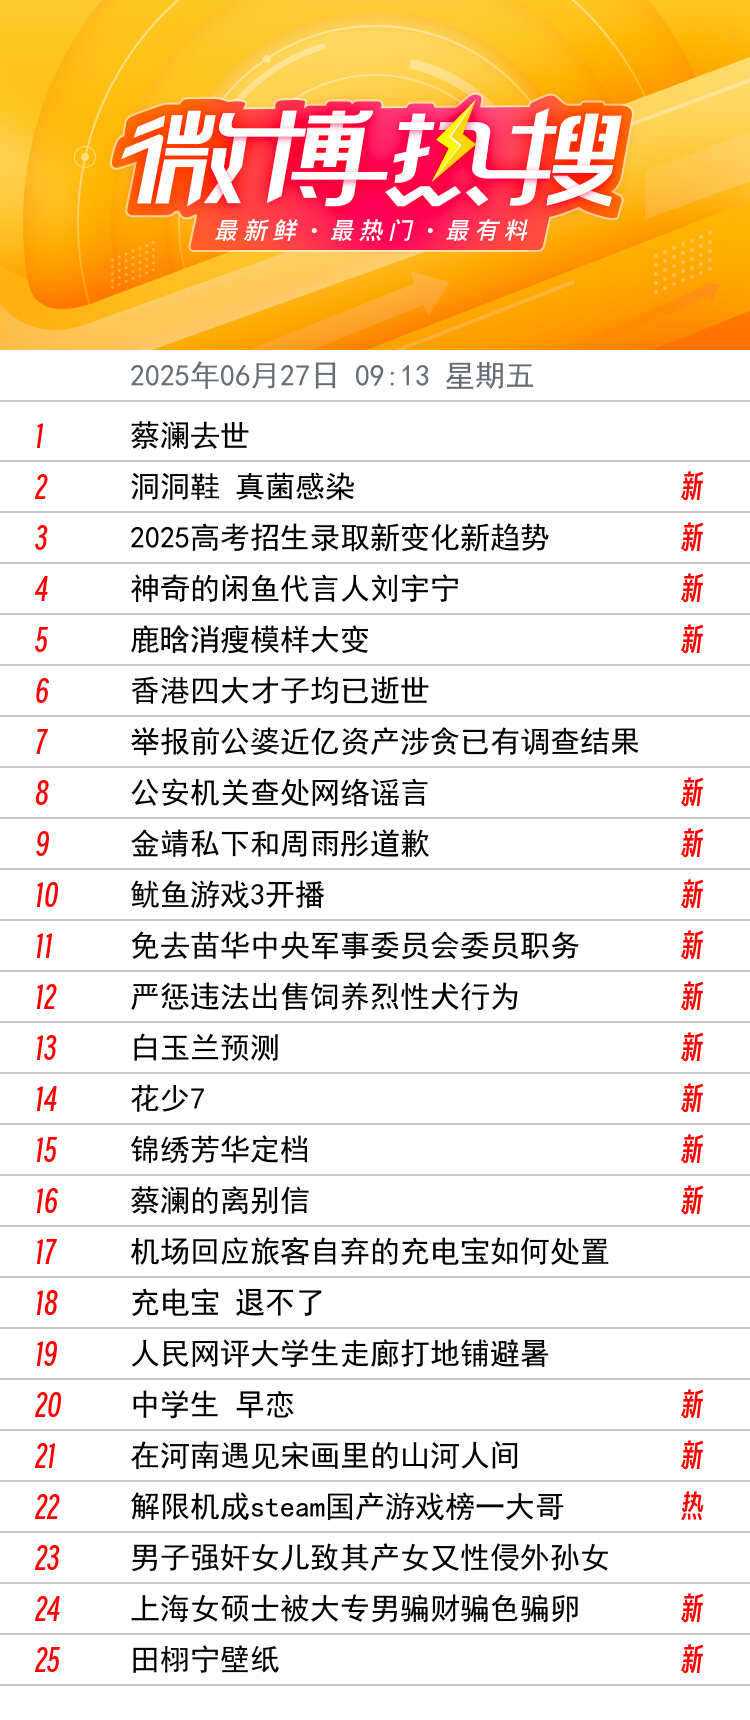 微博热搜
最新鲜·最热门·最有料
2025年06月27日 09:13 星期五
1 蔡澜去世
2 洞洞鞋 真菌感染 新
3 2025高考招生录取新变化新趋势 新
4 神奇的闲鱼代言人刘宇宁 新
5 鹿晗消瘦模样大变 新
6 香港四大才子均已逝世
7 举报前公婆近亿资产涉贪已有调查结果
8 公安机关查处网络谣言 新
9 金靖私下和周雨彤道歉 新
10 鱿鱼游戏3开播 新
11 免去苗华中央军事委员会委员职务 新
12 严惩违法出售饲养烈性犬行为 新
13 白玉兰预测 新
14 花少7 新
15 锦绣芳华定档 新
16 蔡澜的离别信 新
17 机场回应旅客自弃的充电宝如何处置
18 充电宝 退不了
19 人民网评大学生走廊打地铺避暑
20 中学生 早恋 新
21 在河南遇见宋画里的山河人间 新
22 解限机成steam国产游戏榜一大哥 热
23 男子强奸女儿致其产女又性侵外孙女
24 上海女硕士被大专男骗财骗色骗卵 新
25 田栩宁壁纸 新